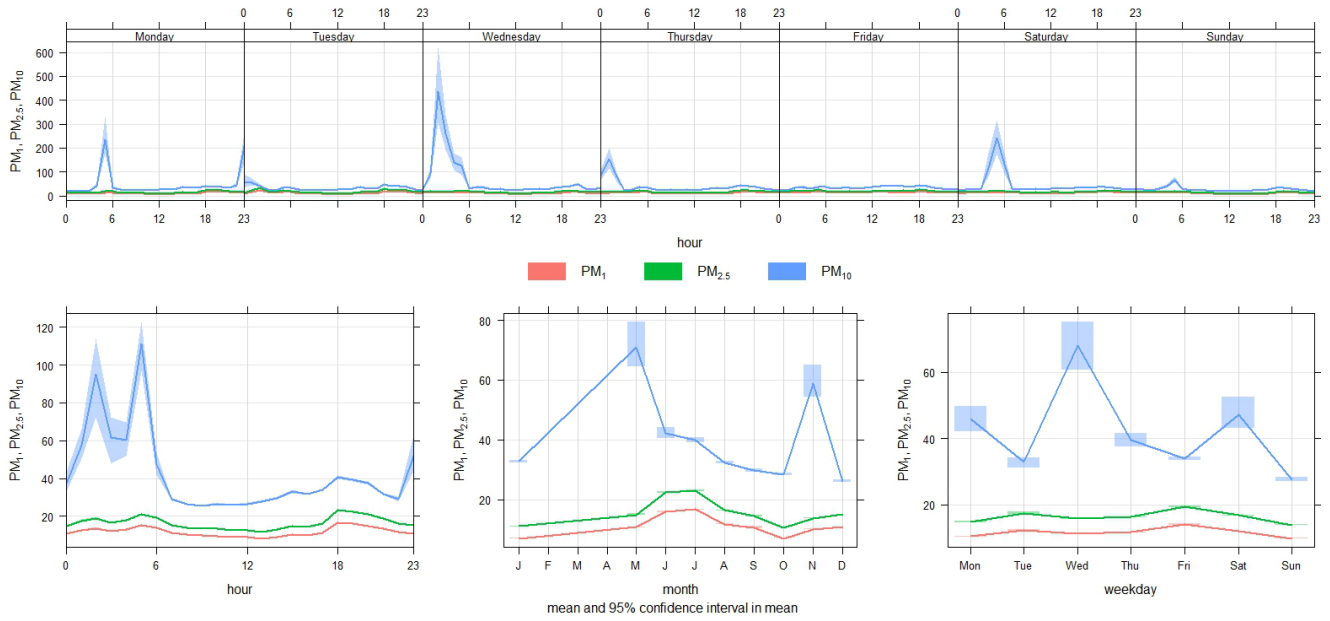 0 6 12 18 23 0 6 12 18 23 0 6 12 18 23
Monday Tuesday Wednesday Thursday Friday Saturday Sunday
600
500
400
300
200
100
0
PM1, PM2.5, PM10
0 6 12 18 23 0 6 12 18 23 0 6 12 18 23 0 6 12 18 23
hour
PM1 PM2.5 PM10
120
100
80
60
40
20
PM1, PM2.5, PM10
0 6 12 18 23
hour
80
60
40
20
PM1, PM2.5, PM10
J F M A M J J A S O N D
month
mean and 95% confidence interval in mean
60
40
20
PM1, PM2.5, PM10
Mon Tue Wed Thu Fri Sat Sun
weekday